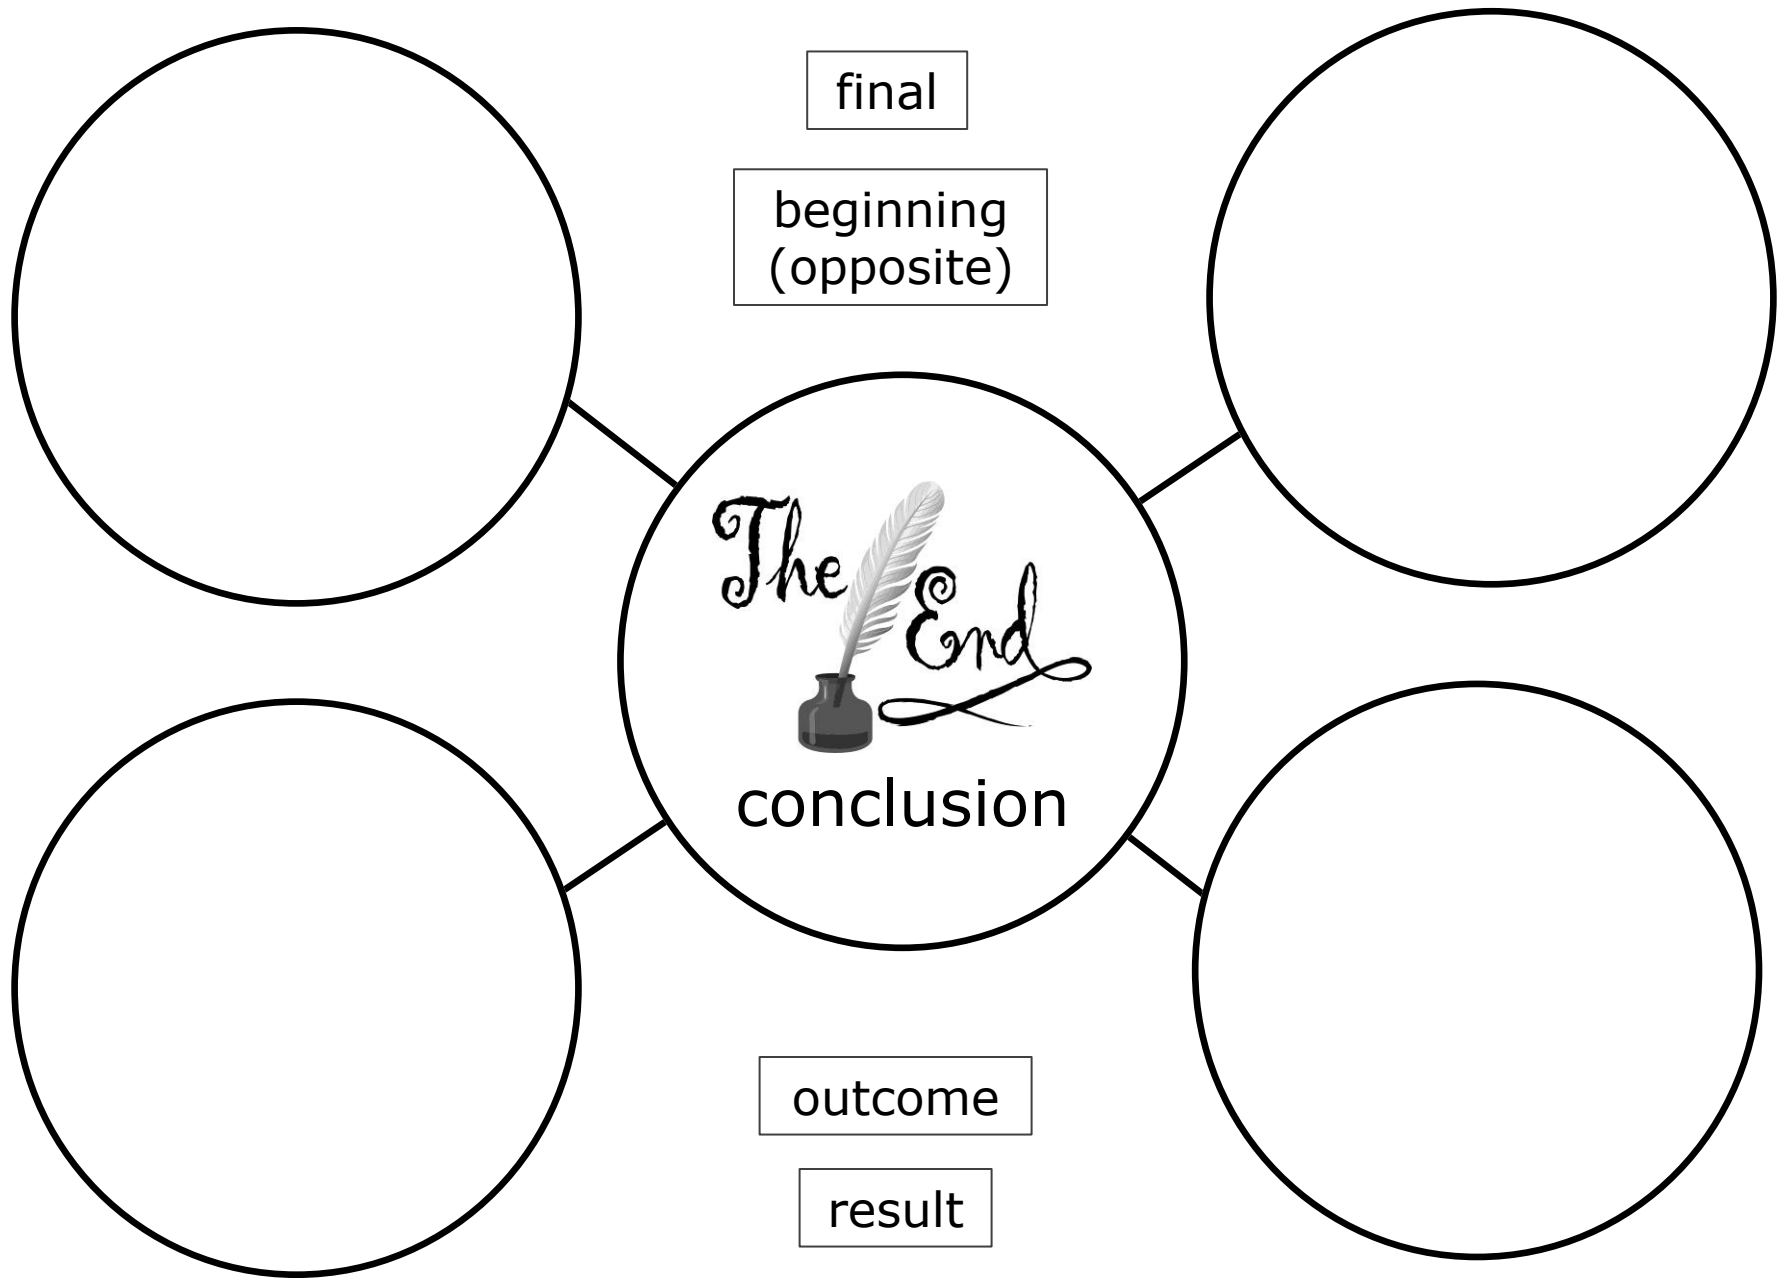 final
beginning
(opposite)
The End
conclusion
outcome
result